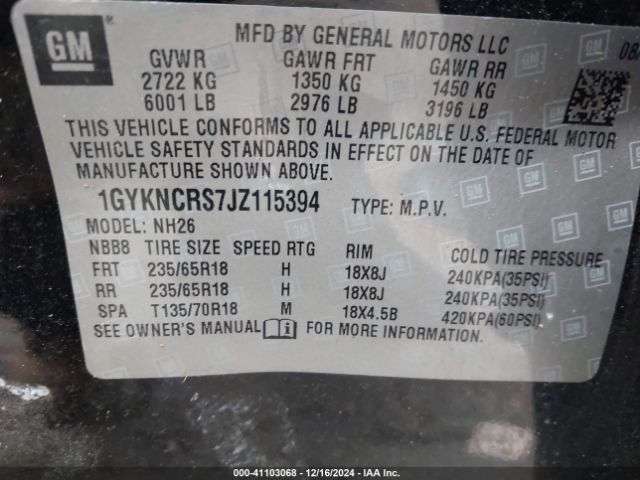 GM
MFD BY GENERAL MOTORS LLC
GVWR GAWR FRT GAWR RR
2722 KG 1350 KG 1450 KG
6001 LB 2976 LB 3196 LB
THIS VEHICLE CONFORMS TO ALL APPLICABLE U.S. FEDERAL MOTOR
VEHICLE SAFETY STANDARDS IN EFFECT ON THE DATE OF
MANUFACTURE SHOWN ABOVE.
1GYKNCRS7JZ115394 TYPE: M.P.V.
MODEL: NH26
NBB8 TIRE SIZE SPEED RTG RIM COLD TIRE PRESSURE
FRT 235/65R18 H 18X8J 240KPA(35PSI)
RR 235/65R18 H 18X8J 240KPA(35PSI)
SPA T135/70R18 M 18X4.5B 420KPA(60PSI)
SEE OWNER'S MANUAL FOR MORE INFORMATION.
000-41103068 - 12/16/2024 - IAA Inc.